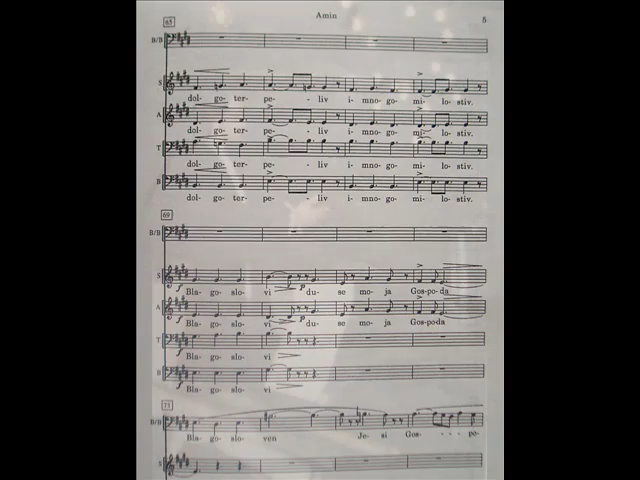 65 Amin 5
B/B
S
dol- go- ter- pe- - liv i- mno- go- mi- lo- stiv.
A
dol- go- ter- pe- - liv i- mno- go- mi- lo- stiv.
T
dol- go- ter- pe- - liv i- mno- go- mi- lo- stiv.
B
dol- go- ter- pe- - liv i- mno- go- mi- lo- stiv.
69
B/B
S
f p
Bla- go- slo- vi du- se mo- ja Gos-po-da
A
f p
Bla- go- slo- vi du- se mo- ja Gos-po-da
T
f
Bla- go- slo- vi
B
f
Bla- go- slo- vi
B/B
Bla- go- slo- ven Je- si Gos- - - po-
S